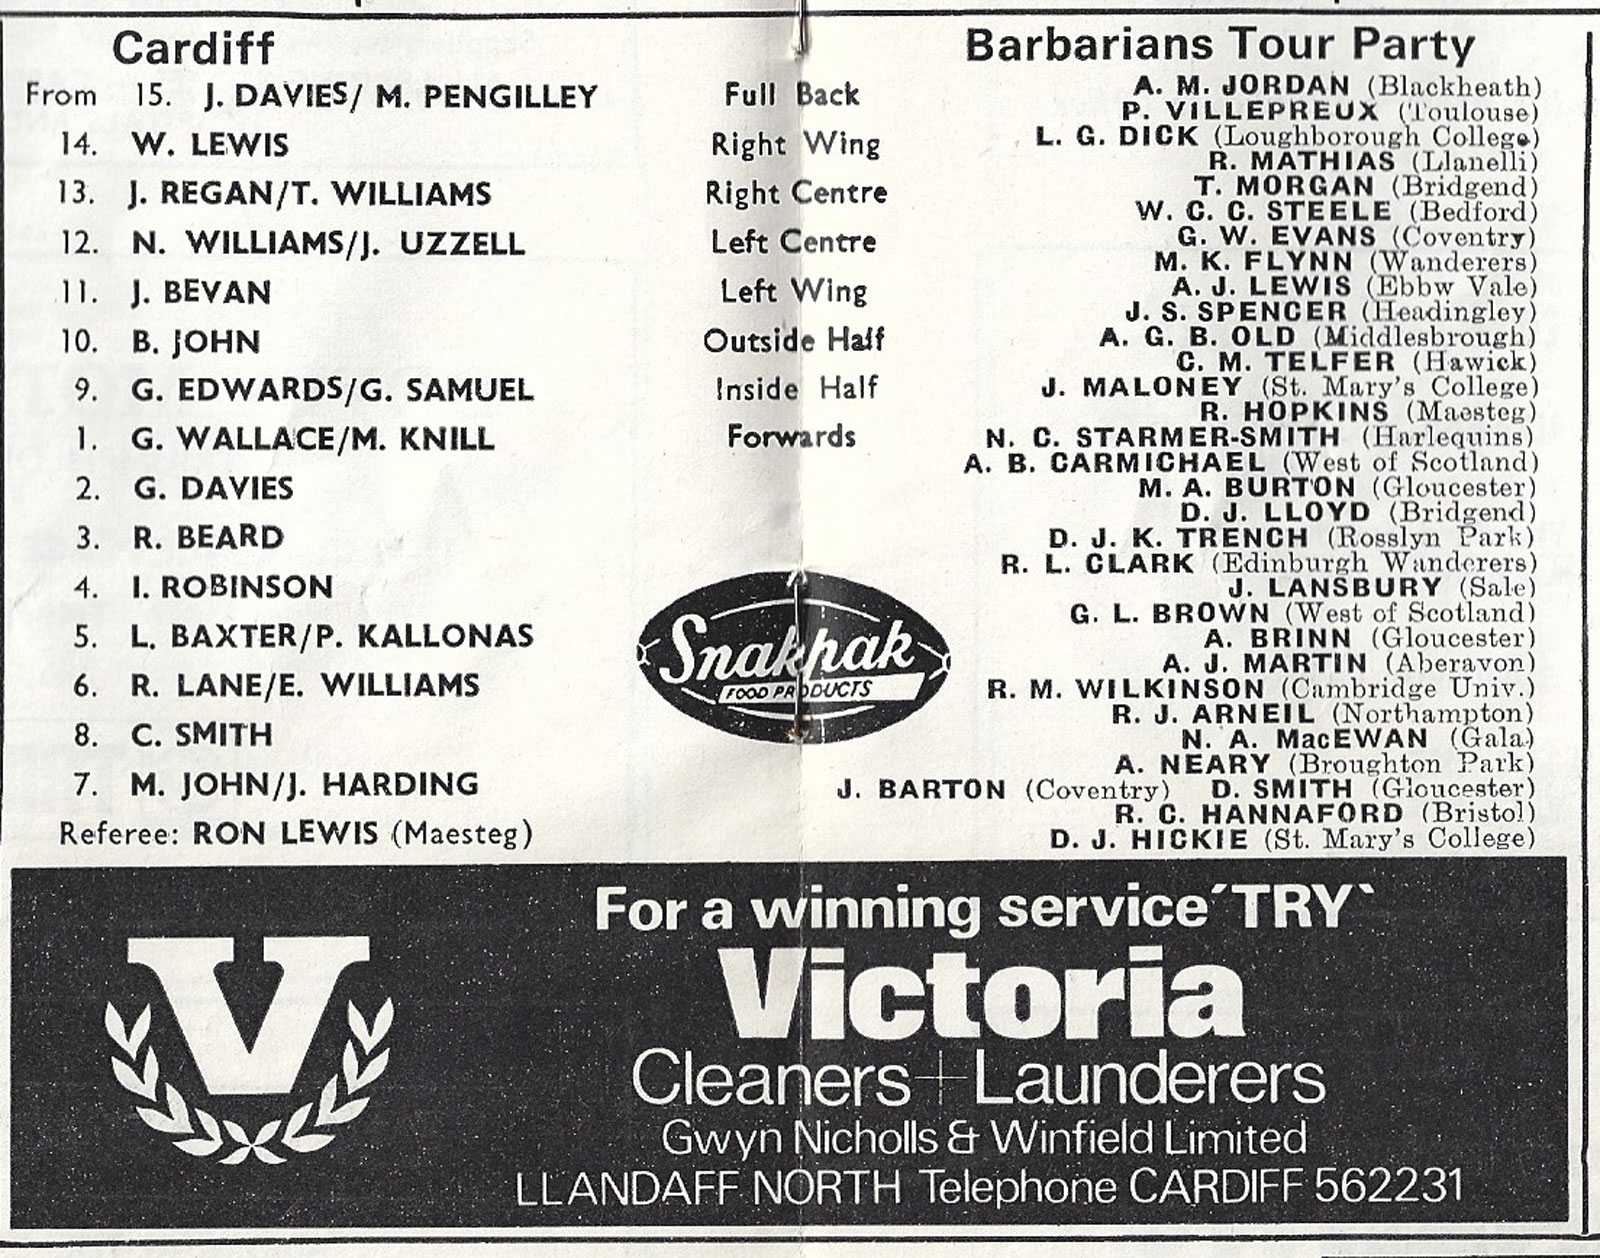 Cardiff
From 15. J. DAVIES/ M. PENGILLEY
14. W. LEWIS
13. J. REGAN/T. WILLIAMS
12. N. WILLIAMS/J. UZZELL
11. J. BEVAN
10. B. JOHN
9. G. EDWARDS/G. SAMUEL
1. G. WALLACE/M. KNILL
2. G. DAVIES
3. R. BEARD
4. I. ROBINSON
5. L. BAXTER/P. KALLONAS
6. R. LANE/E. WILLIAMS
8. C. SMITH
7. M. JOHN/J. HARDING
Referee: RON LEWIS (Maesteg)
Full Back
Right Wing
Right Centre
Left Centre
Left Wing
Outside Half
Inside Half
Forwards
Snakpak
FOOD PRODUCTS
Barbarians Tour Party
A. M. JORDAN (Blackheath)
P. VILLEPREUX (Toulouse)
L. G. DICK (Loughborough College)
R. MATHIAS (Llanelli)
T. MORGAN (Bridgend)
W. C. C. STEELE (Bedford)
G. W. EVANS (Coventry)
M. K. FLYNN (Wanderers)
A. J. LEWIS (Ebbw Vale)
J. S. SPENCER (Headingley)
A. G. B. OLD (Middlesbrough)
C. M. TELFER (Hawick)
J. MALONEY (St. Mary's College)
R. HOPKINS (Maesteg)
N. C. STARMER-SMITH (Harlequins)
A. B. CARMICHAEL (West of Scotland)
M. A. BURTON (Gloucester)
D. J. LLOYD (Bridgend)
D. J. K. TRENCH (Rosslyn Park)
R. L. CLARK (Edinburgh Wanderers)
J. LANSBURY (Sale)
G. L. BROWN (West of Scotland)
A. BRINN (Gloucester)
A. J. MARTIN (Aberavon)
R. M. WILKINSON (Cambridge Univ.)
R. J. ARNEIL (Northampton)
N. A. MacEWAN (Gala)
A. NEARY (Broughton Park)
J. BARTON (Coventry) D. SMITH (Gloucester)
R. C. HANNAFORD (Bristol)
D. J. HICKIE (St. Mary's College)
V
For a winning service ´TRY`
Victoria
Cleaners + Launderers
Gwyn Nicholls & Winfield Limited
LLANDAFF NORTH Telephone CARDIFF 562231